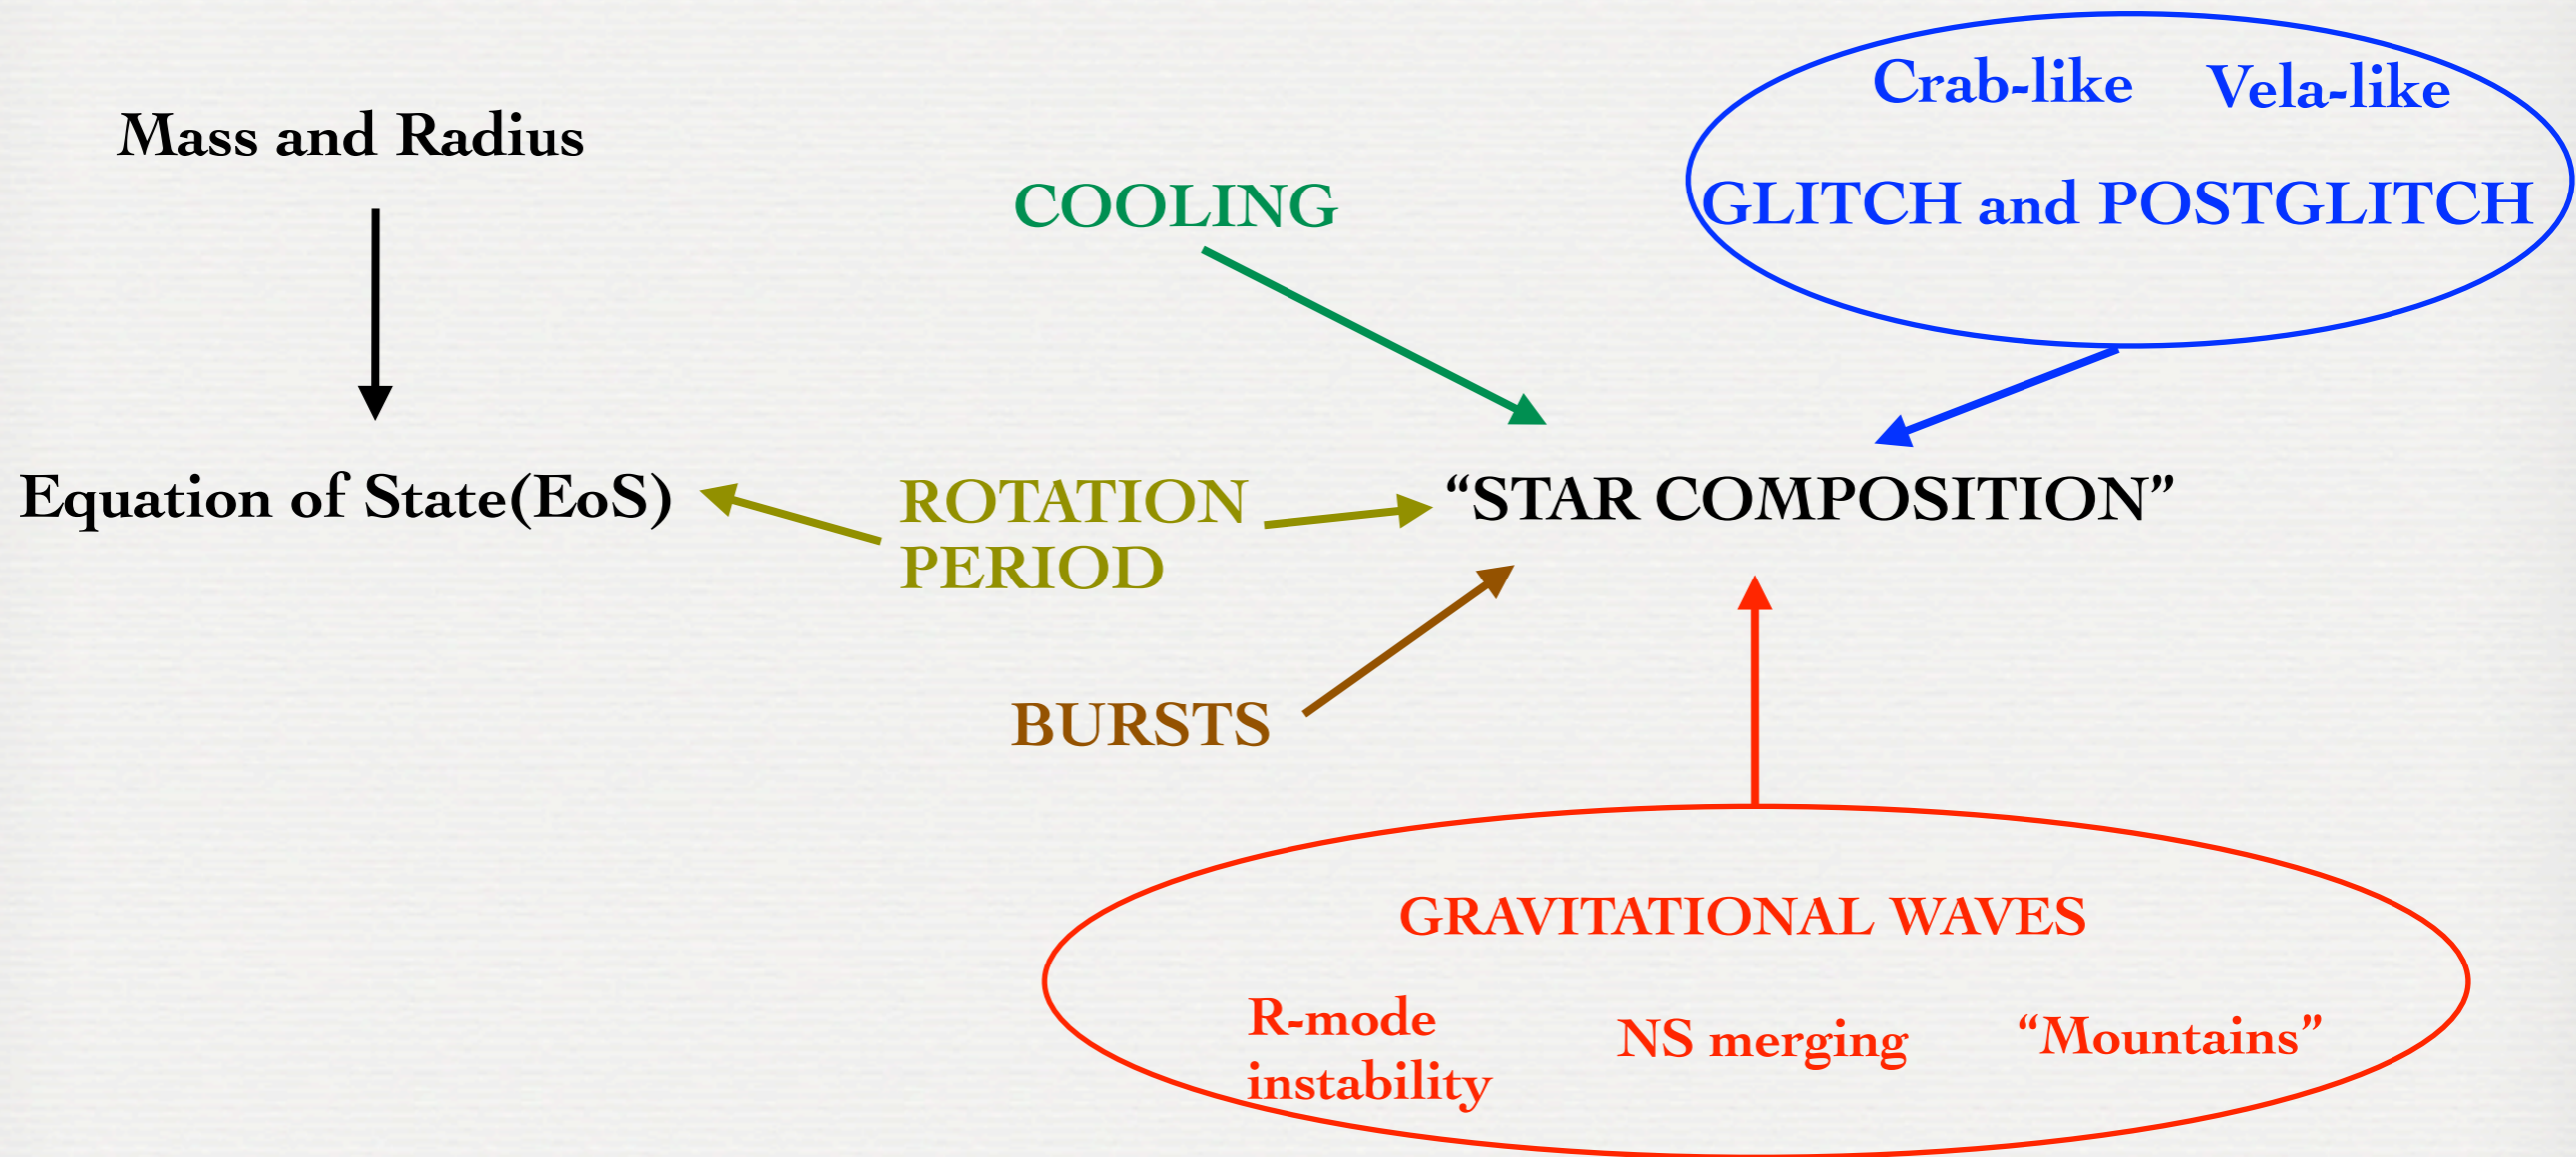 Mass and Radius
Equation of State(EoS)
COOLING
ROTATION
PERIOD
BURSTS
Crab-like Vela-like
GLITCH and POSTGLITCH
“STAR COMPOSITION”
GRAVITATIONAL WAVES
R-mode
instability
NS merging
“Mountains”